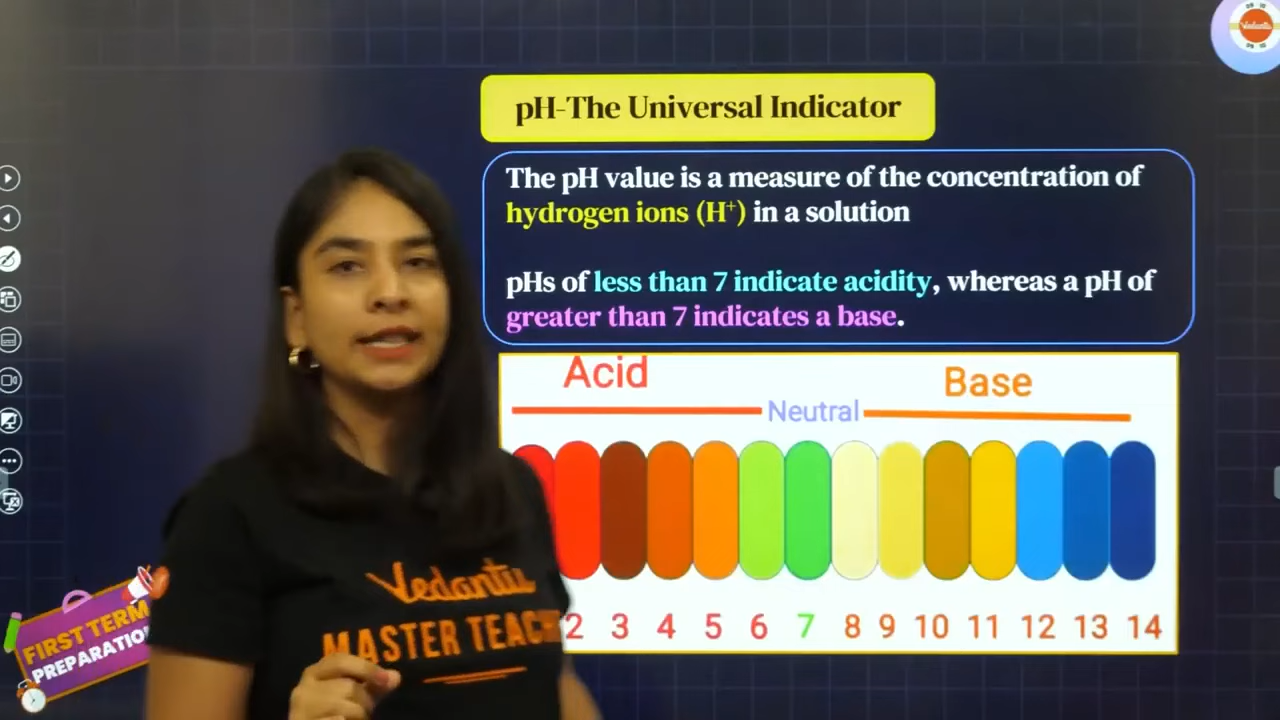 Vedantu
pH-The Universal Indicator
The pH value is a measure of the concentration of
hydrogen ions (H⁺) in a solution
pHs of less than 7 indicate acidity, whereas a pH of
greater than 7 indicates a base.
Acid
Neutral
Base
2 3 4 5 6 7 8 9 10 11 12 13 14
Vedantu
MASTER TEACH
FIRST TERM
PREPARATIO